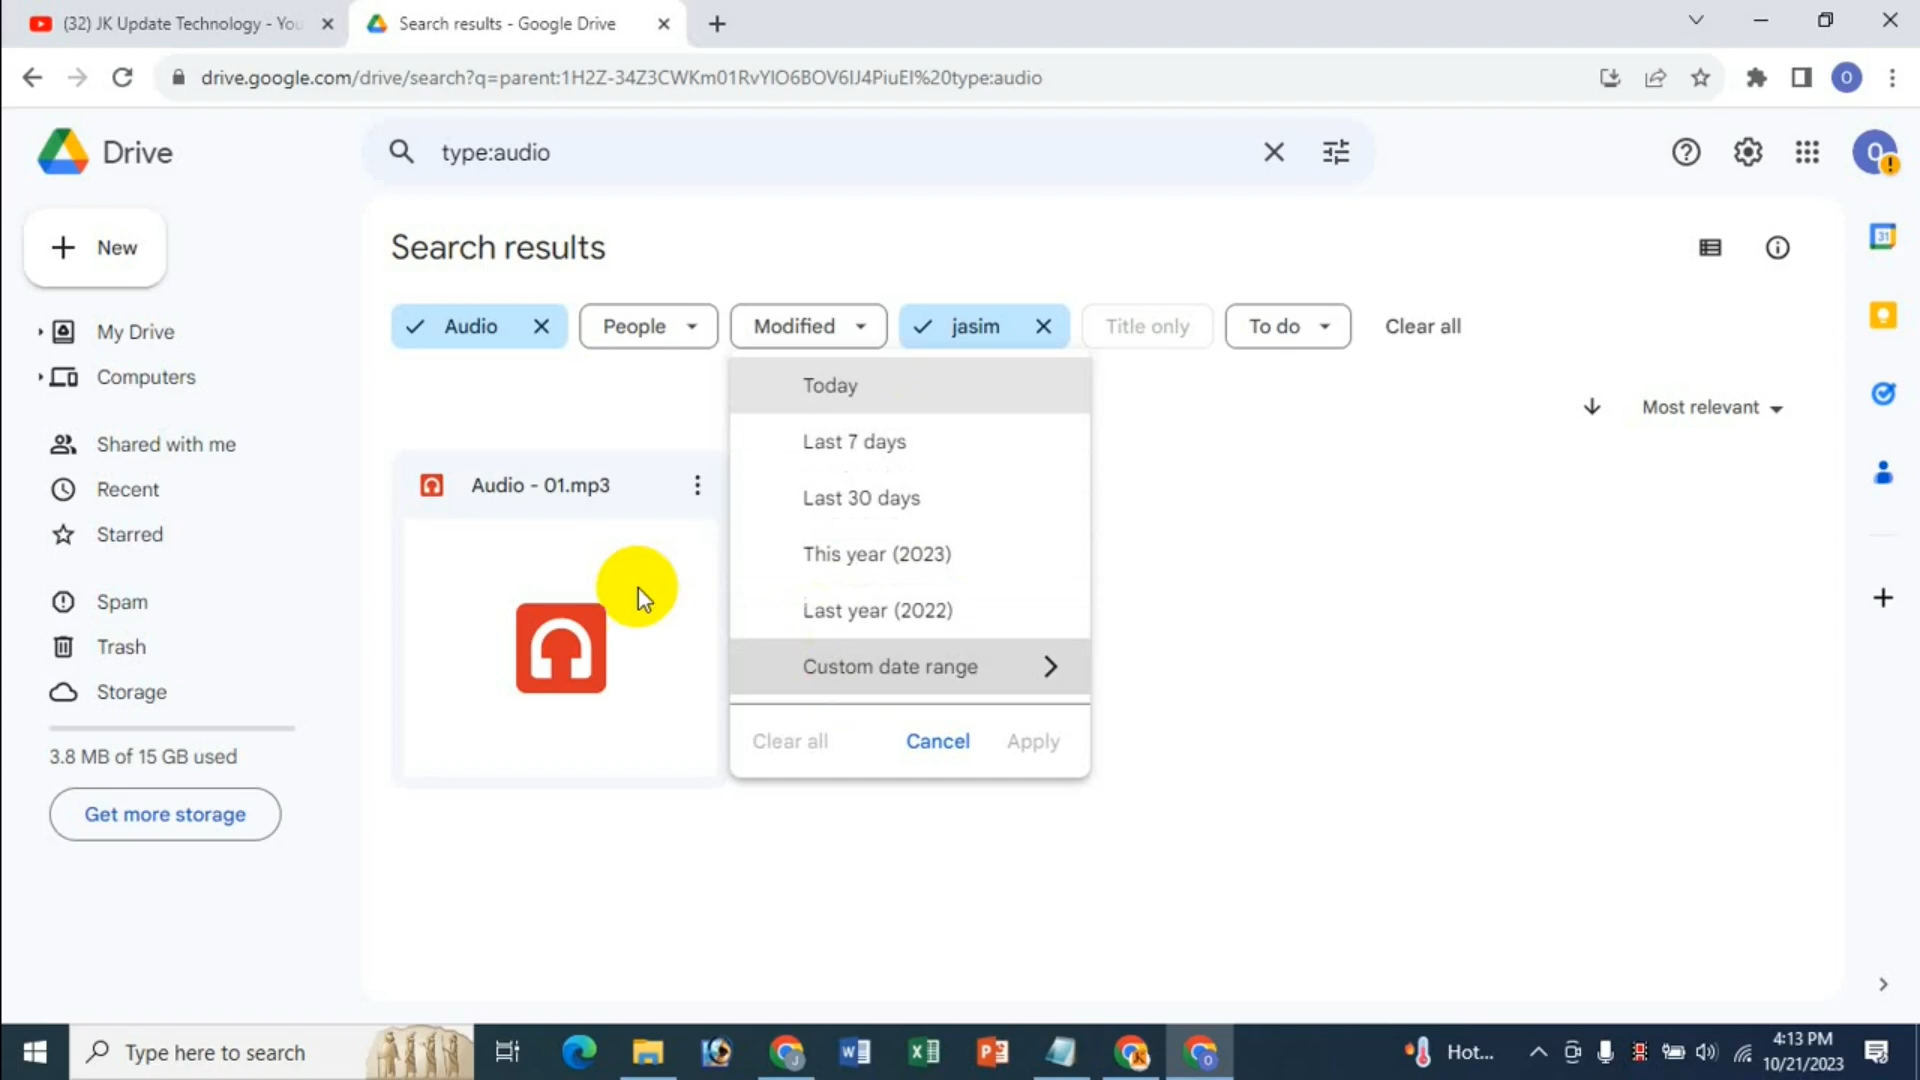 (32) JK Update Technology - You
Search results - Google Drive
drive.google.com/drive/search?q=parent:1H2Z-34Z3CWKm01RvYIO6BOV6IJ4PiuEI%20type:audio
O
Drive
type:audio
O
New
Search results
31
Audio
People
Modified
jasim
Title only
To do
Clear all
My Drive
Computers
Today
Most relevant
Shared with me
Last 7 days
Recent
Audio - 01.mp3
Last 30 days
Starred
This year (2023)
Spam
Last year (2022)
Trash
Custom date range
Storage
Clear all
Cancel
Apply
3.8 MB of 15 GB used
Get more storage
Type here to search
Hot...
4:13 PM
10/21/2023